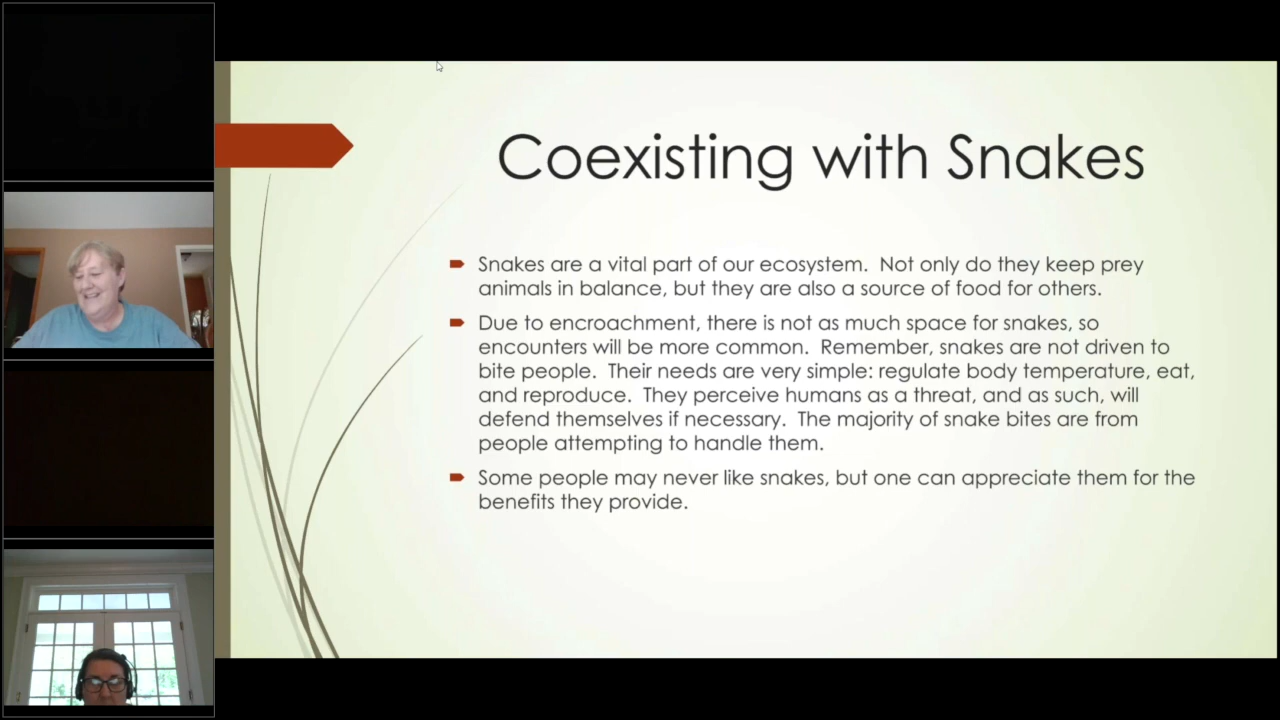 Coexisting with Snakes
Snakes are a vital part of our ecosystem.  Not only do they keep prey
animals in balance, but they are also a source of food for others.
Due to encroachment, there is not as much space for snakes, so
encounters will be more common.  Remember, snakes are not driven to
bite people.  Their needs are very simple: regulate body temperature, eat,
and reproduce.  They perceive humans as a threat, and as such, will
defend themselves if necessary.  The majority of snake bites are from
people attempting to handle them.
Some people may never like snakes, but one can appreciate them for the
benefits they provide.